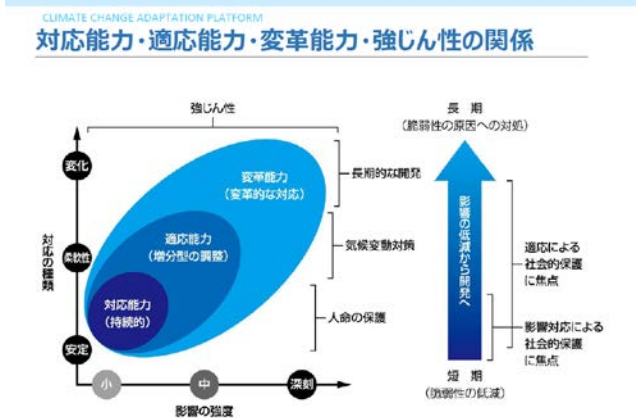 CLIMATE CHANGE ADAPTATION PLATFORM
対応能力・適応能力・変革能力・強じん性の関係
強じん性
対応の種類
変化
柔軟性
安定
変革能力
(変革的な対応)
適応能力
(増分型の調整)
対応能力
(持続的)
長期的な開発
気候変動対策
人命の保護
小
中
深刻
影響の強度
長 期
(脆弱性の原因への対処)
影響の低減から開発へ
適応による
社会的保護
に焦点
影響対応による
社会的保護
に焦点
短 期
(脆弱性の低減)